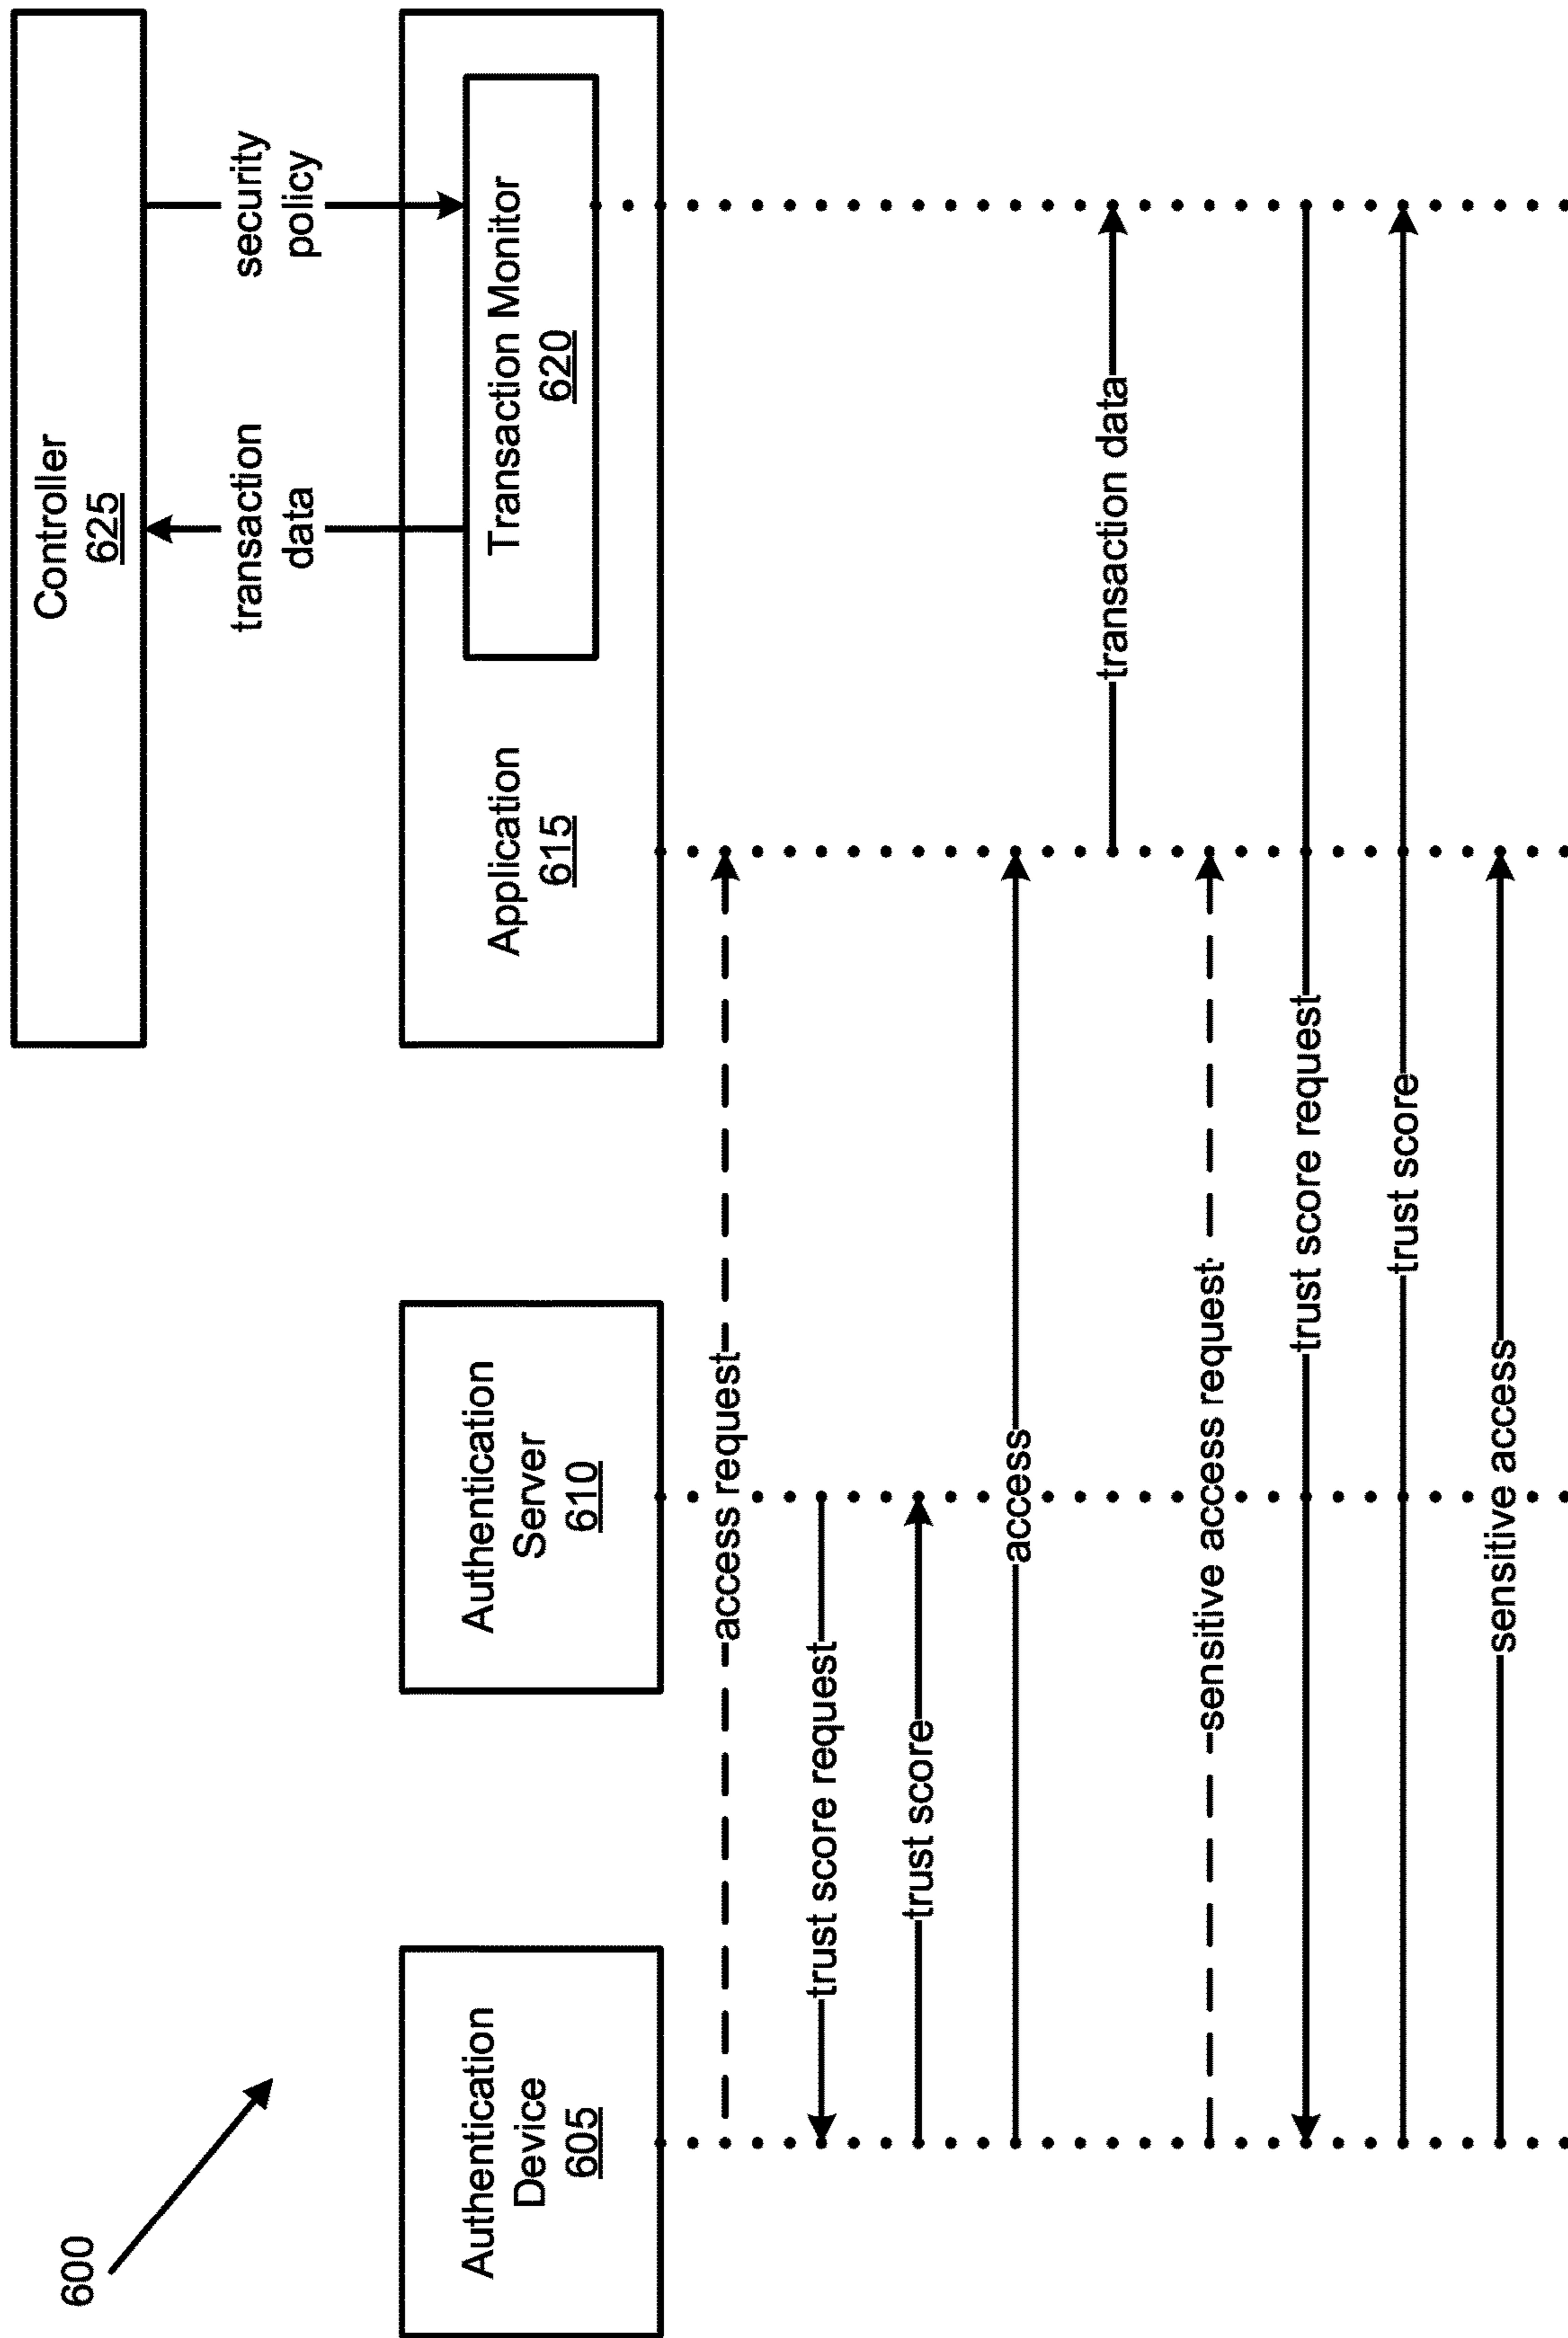 600
Controller
625
transaction
data
security
policy
Authentication
Device
605
Authentication
Server
610
Application
615
Transaction Monitor
620
access request
trust score request
trust score
access
transaction data
sensitive access request
trust score request
trust score
sensitive access